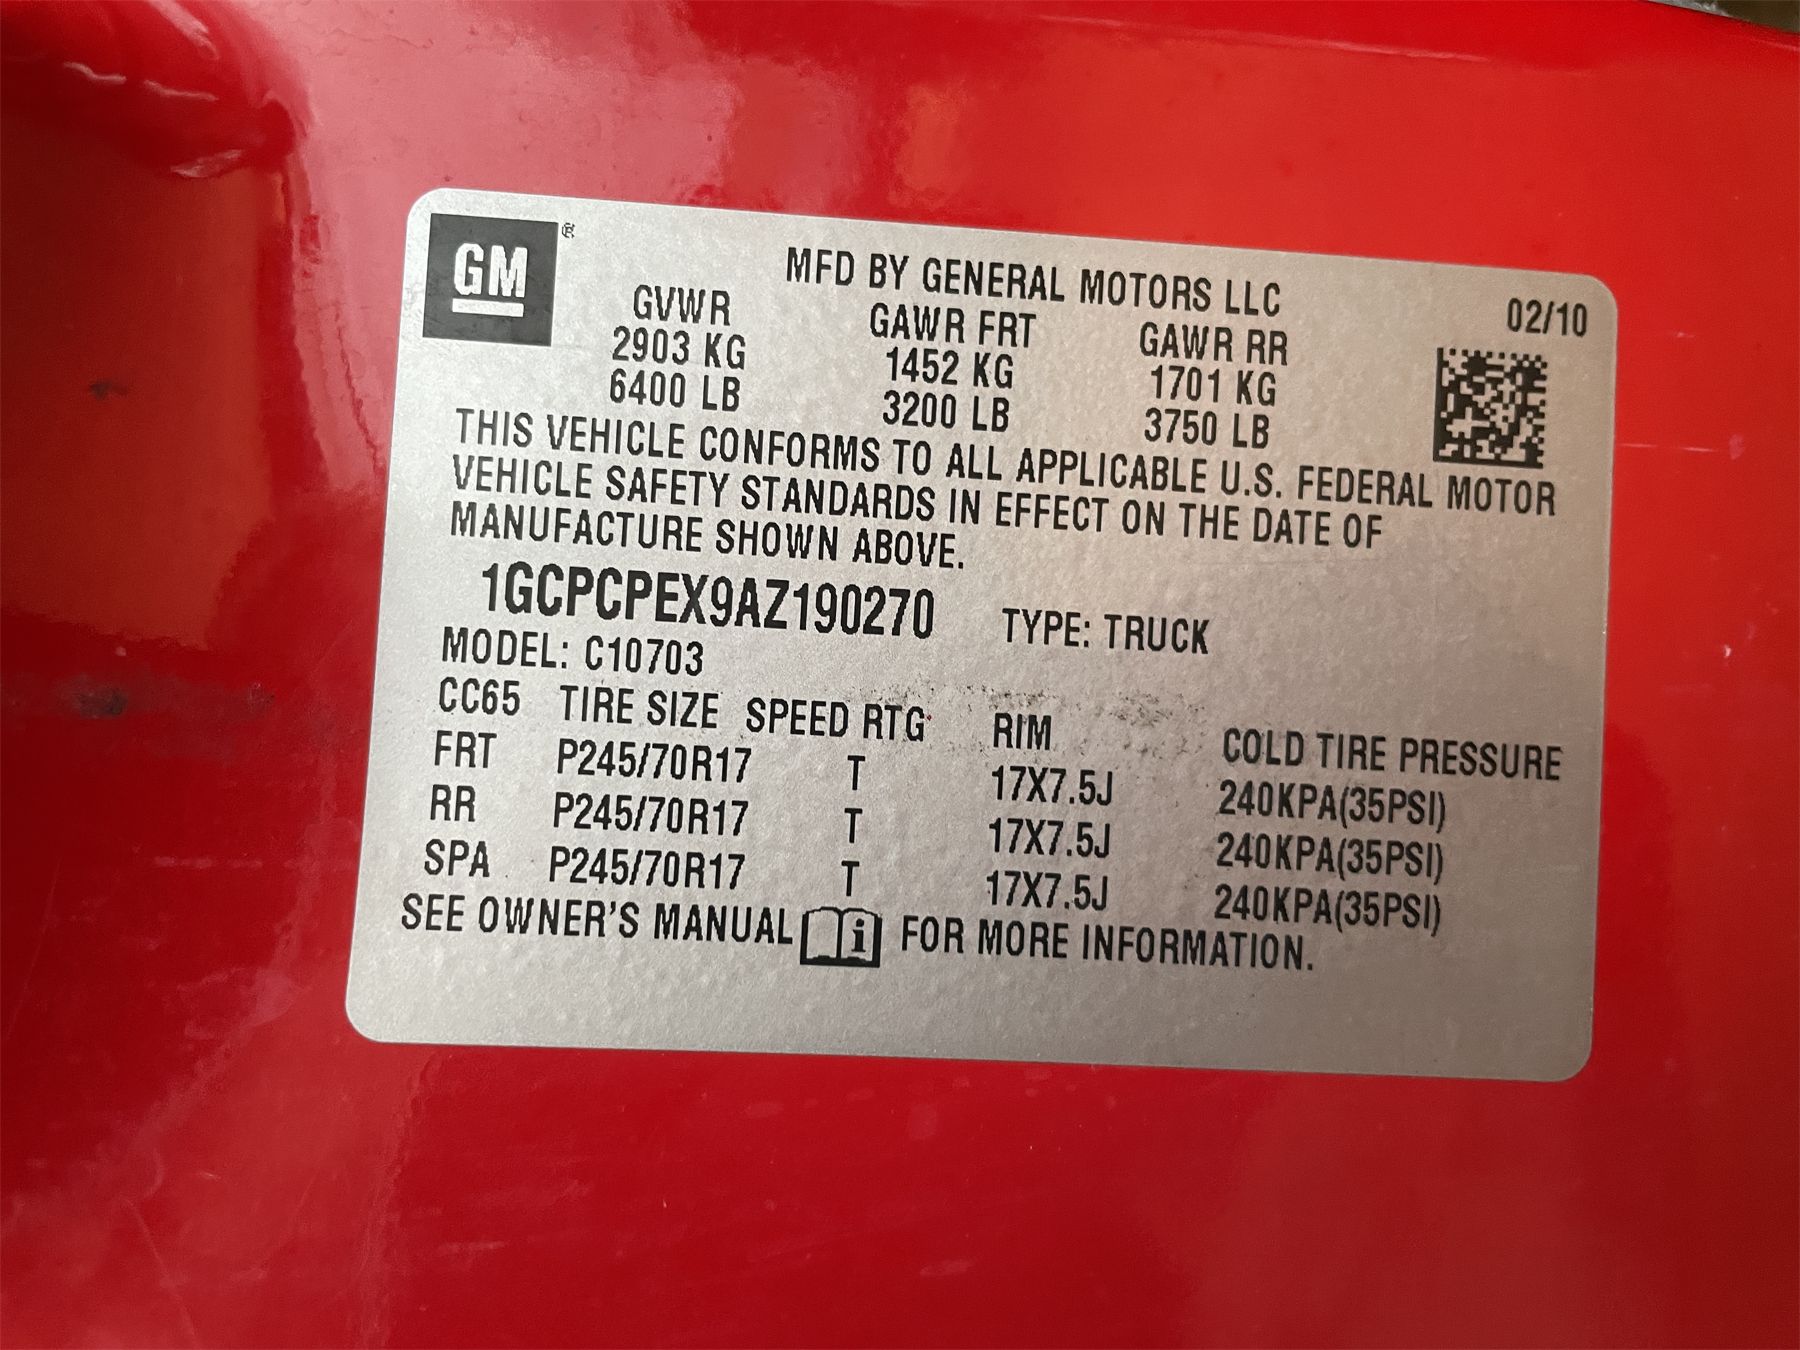 GM ®
MFD BY GENERAL MOTORS LLC 02/10
GVWR GAWR FRT GAWR RR
2903 KG 1452 KG 1701 KG
6400 LB 3200 LB 3750 LB
THIS VEHICLE CONFORMS TO ALL APPLICABLE U.S. FEDERAL MOTOR
VEHICLE SAFETY STANDARDS IN EFFECT ON THE DATE OF
MANUFACTURE SHOWN ABOVE.
1GCPCPEX9AZ190270 TYPE: TRUCK
MODEL: C10703
CC65 TIRE SIZE SPEED RTG RIM COLD TIRE PRESSURE
FRT P245/70R17 T 17X7.5J 240KPA(35PSI)
RR P245/70R17 T 17X7.5J 240KPA(35PSI)
SPA P245/70R17 T 17X7.5J 240KPA(35PSI)
SEE OWNER'S MANUAL i FOR MORE INFORMATION.